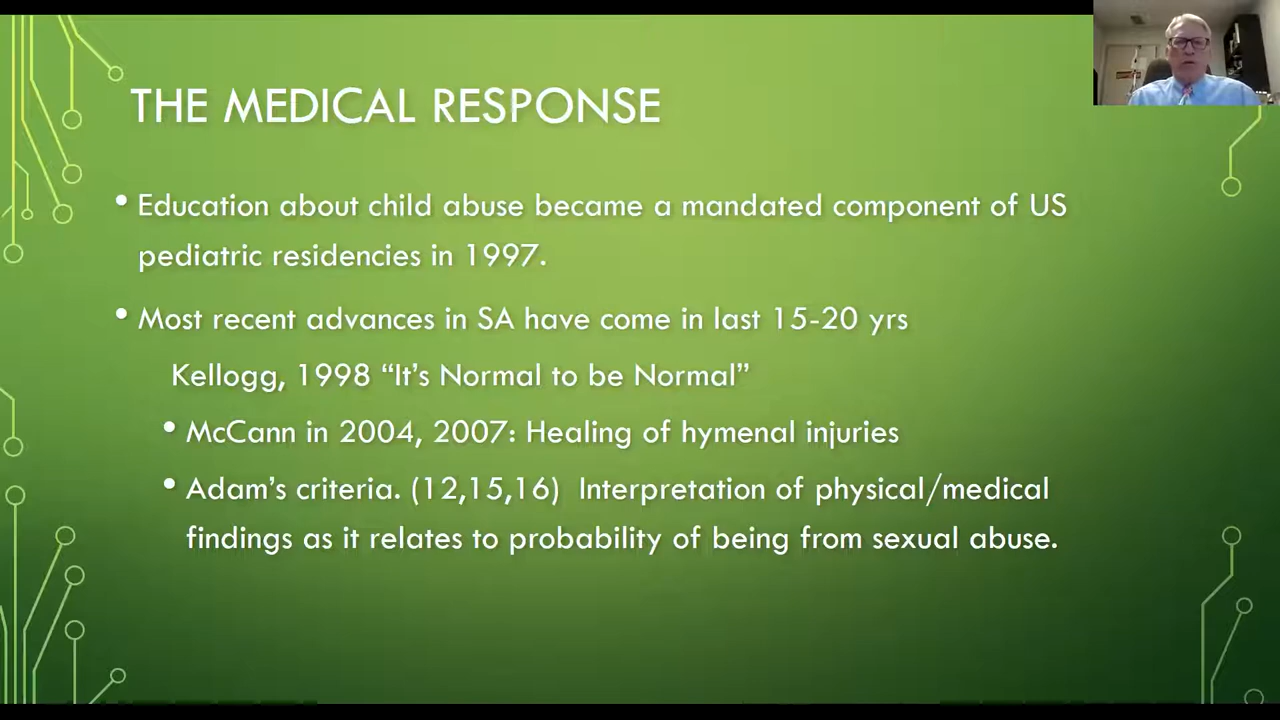 THE MEDICAL RESPONSE
• Education about child abuse became a mandated component of US
pediatric residencies in 1997.
• Most recent advances in SA have come in last 15-20 yrs
Kellogg, 1998 “It’s Normal to be Normal”
• McCann in 2004, 2007: Healing of hymenal injuries
• Adam’s criteria. (12,15,16) Interpretation of physical/medical
findings as it relates to probability of being from sexual abuse.